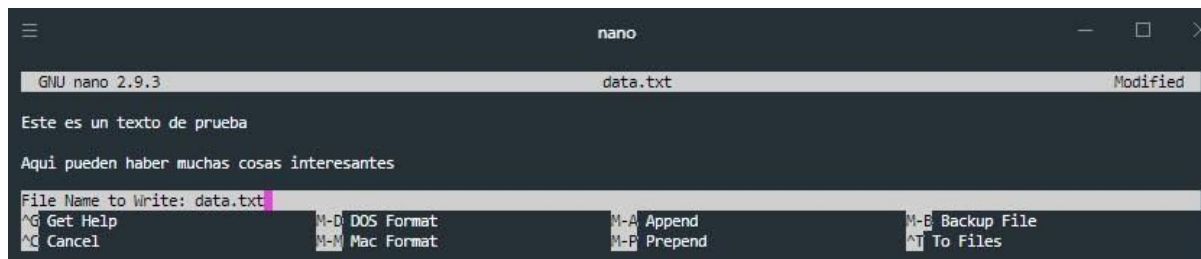 nano
GNU nano 2.9.3 data.txt Modified
Este es un texto de prueba
Aqui pueden haber muchas cosas interesantes
File Name to Write: data.txt
^G Get Help M-D DOS Format M-A Append M-B Backup File
^C Cancel M-M Mac Format M-P Prepend ^T To Files